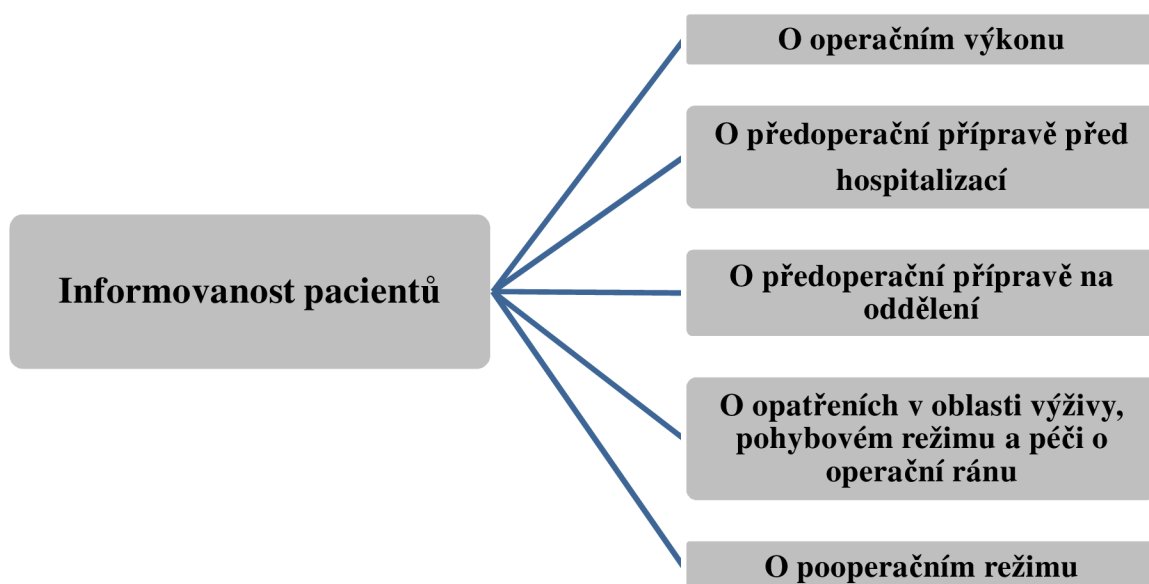 Informovanost pacientů
O operačním výkonu
O předoperační přípravě před
hospitalizací
O předoperační přípravě na
oddělení
O opatřeních v oblasti výživy,
pohybovém režimu a péči o
operační ránu
O pooperačním režimu